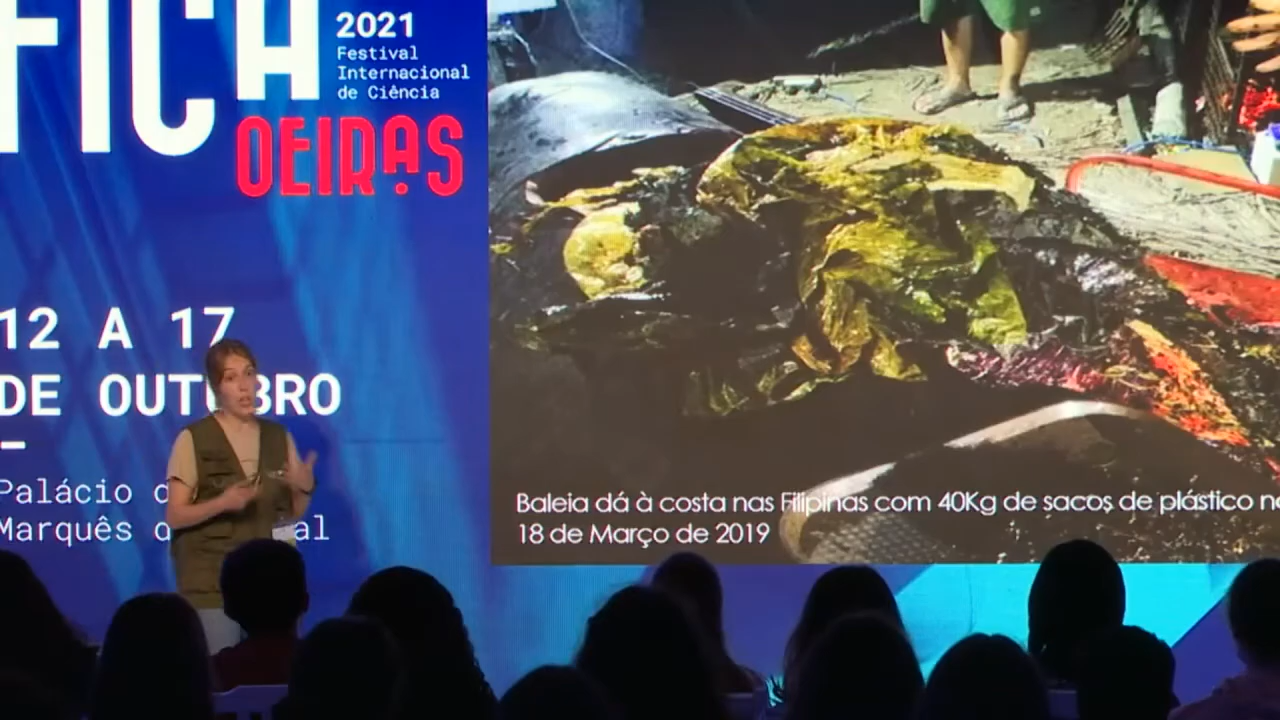 FICA
2021
Festival
Internacional
de Ciência
OEIRAS
12 A 17
DE OUTUBRO
–
Palácio d
Marquês d al
Baleia dá à costa nas Filipinas com 40Kg de sacos de plástico
18 de Março de 2019